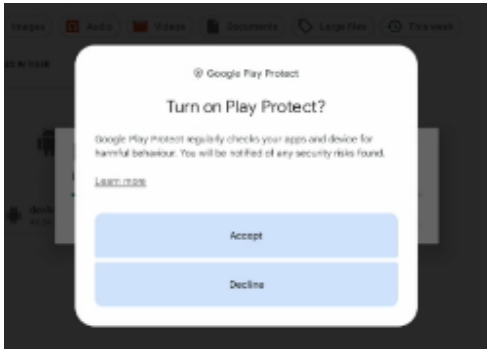 Images Audio Videos Documents Large files This week
Google Play Protect
Turn on Play Protect?
Google Play Protect regularly checks your apps and device for
harmful behaviour. You will be notified of any security risks found.
Learn more
Accept
Decline